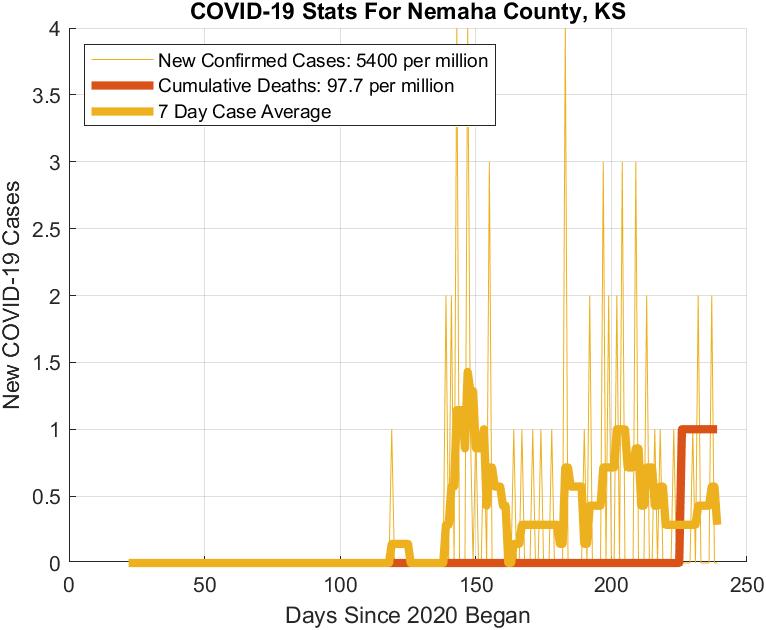 COVID-19 Stats For Nemaha County, KS
New Confirmed Cases: 5400 per million
Cumulative Deaths: 97.7 per million
7 Day Case Average
New COVID-19 Cases
4
3.5
3
2.5
2
1.5
1
0.5
0
0 50 100 150 200 250
Days Since 2020 Began